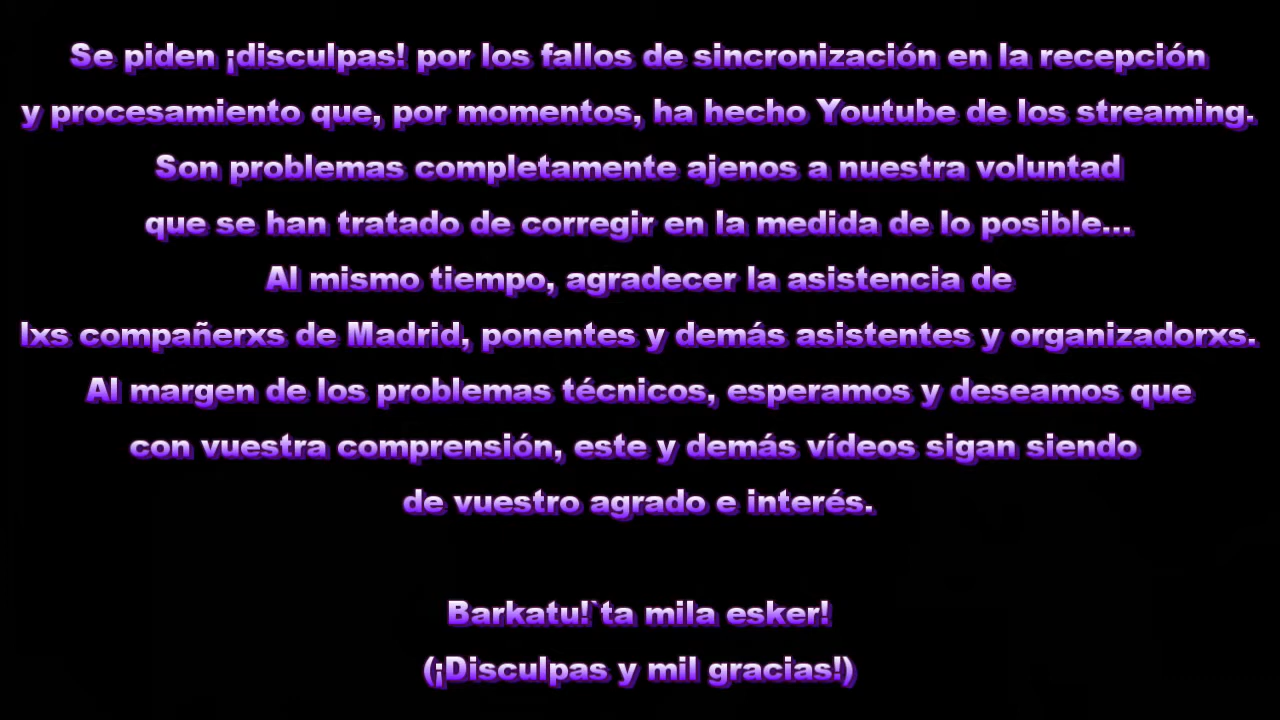 Se piden ¡disculpas! por los fallos de sincronización en la recepción
y procesamiento que, por momentos, ha hecho Youtube de los streaming.
Son problemas completamente ajenos a nuestra voluntad
que se han tratado de corregir en la medida de lo posible...
Al mismo tiempo, agradecer la asistencia de
lxs compañerxs de Madrid, ponentes y demás asistentes y organizadorxs.
Al margen de los problemas técnicos, esperamos y deseamos que
con vuestra comprensión, este y demás vídeos sigan siendo
de vuestro agrado e interés.
Barkatu!`ta mila esker!
(¡Disculpas y mil gracias!)